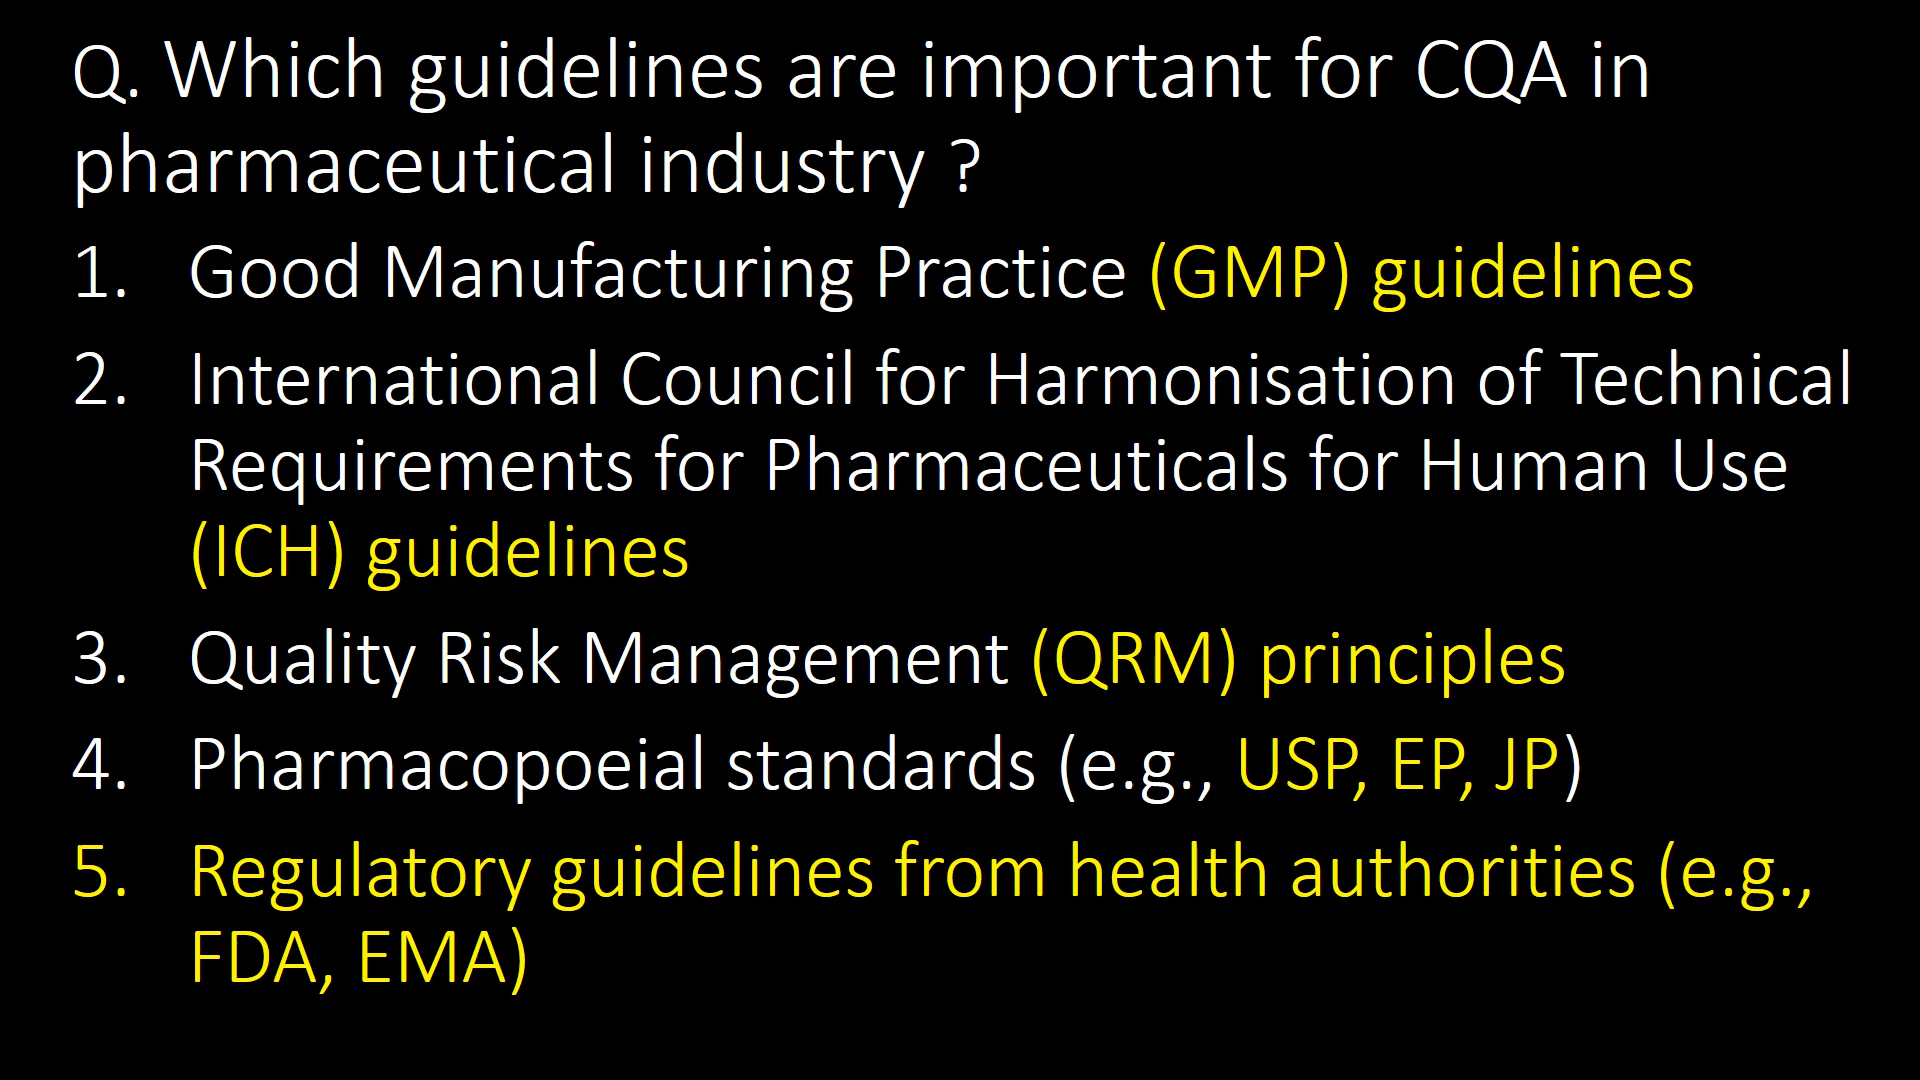 Q. Which guidelines are important for CQA in
pharmaceutical industry ?
1. Good Manufacturing Practice (GMP) guidelines
2. International Council for Harmonisation of Technical
Requirements for Pharmaceuticals for Human Use
(ICH) guidelines
3. Quality Risk Management (QRM) principles
4. Pharmacopoeial standards (e.g., USP, EP, JP)
5. Regulatory guidelines from health authorities (e.g.,
FDA, EMA)